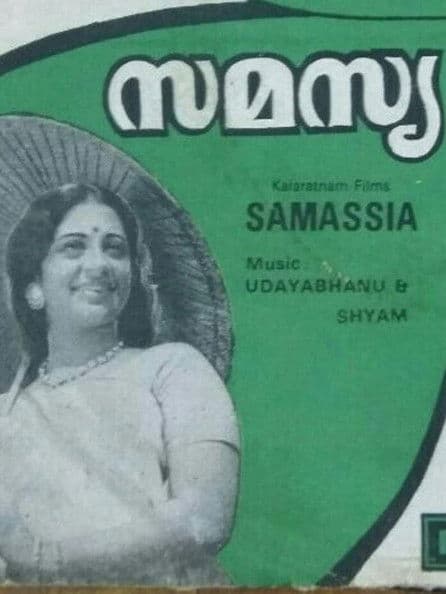 സമസ്യ
Kalaratnam Films
SAMASSIA
Music
UDAYABHANU &
SHYAM